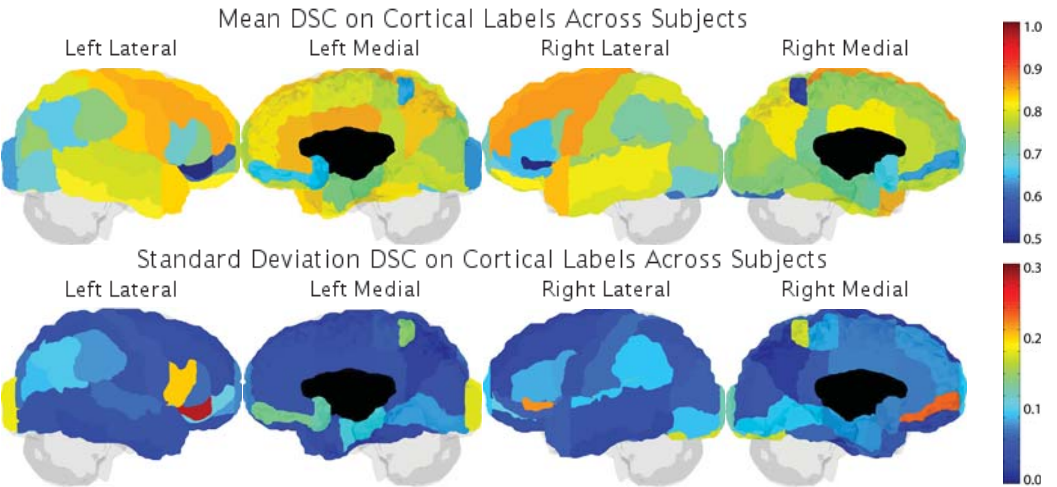 Mean DSC on Cortical Labels Across Subjects
Left Lateral
Left Medial
Right Lateral
Right Medial
1.0
0.9
0.8
0.7
0.6
0.5
Standard Deviation DSC on Cortical Labels Across Subjects
Left Lateral
Left Medial
Right Lateral
Right Medial
0.3
0.2
0.1
0.0